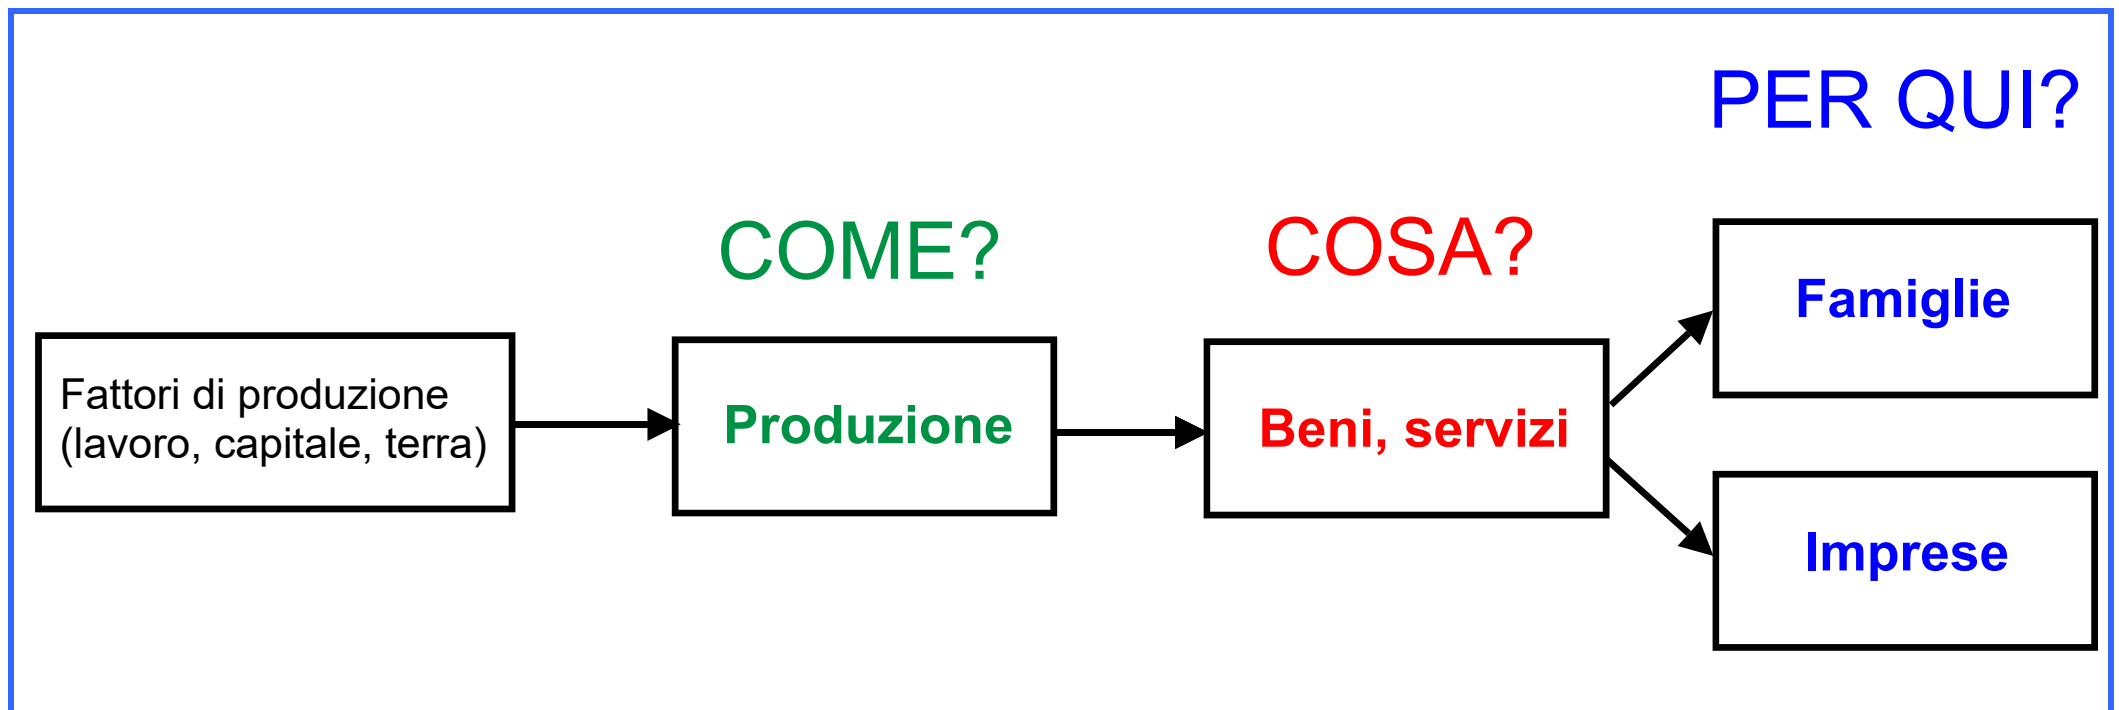 PER QUI?
COME?
COSA?
Famiglie
Fattori di produzione
(lavoro, capitale, terra)
Produzione
Beni, servizi
Imprese